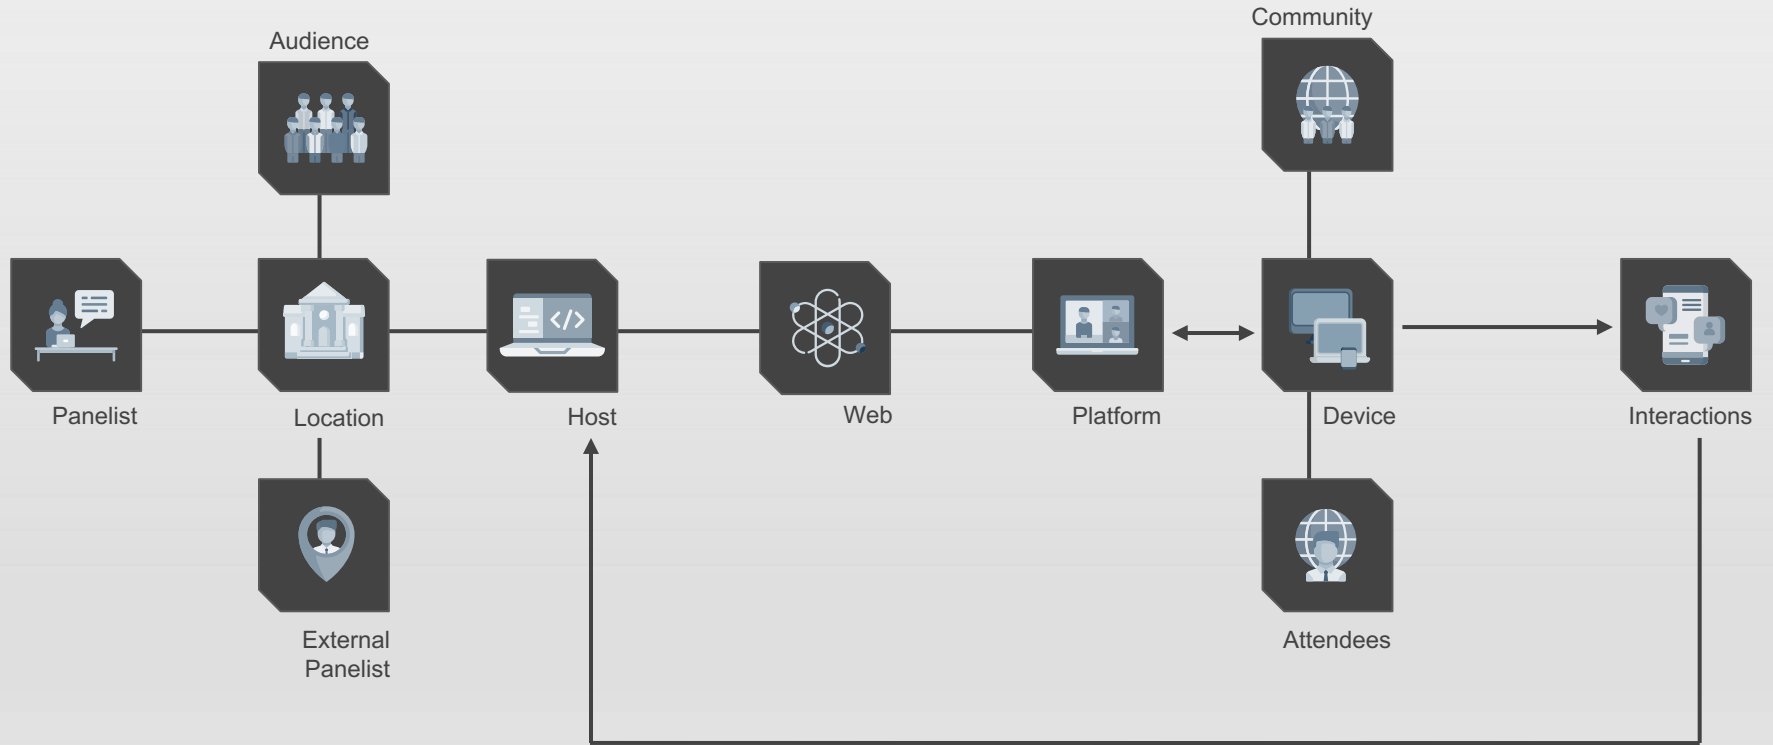 Community
Audience
Panelist
Location
Host
Web
Platform
Device
Interactions
External
Panelist
Attendees